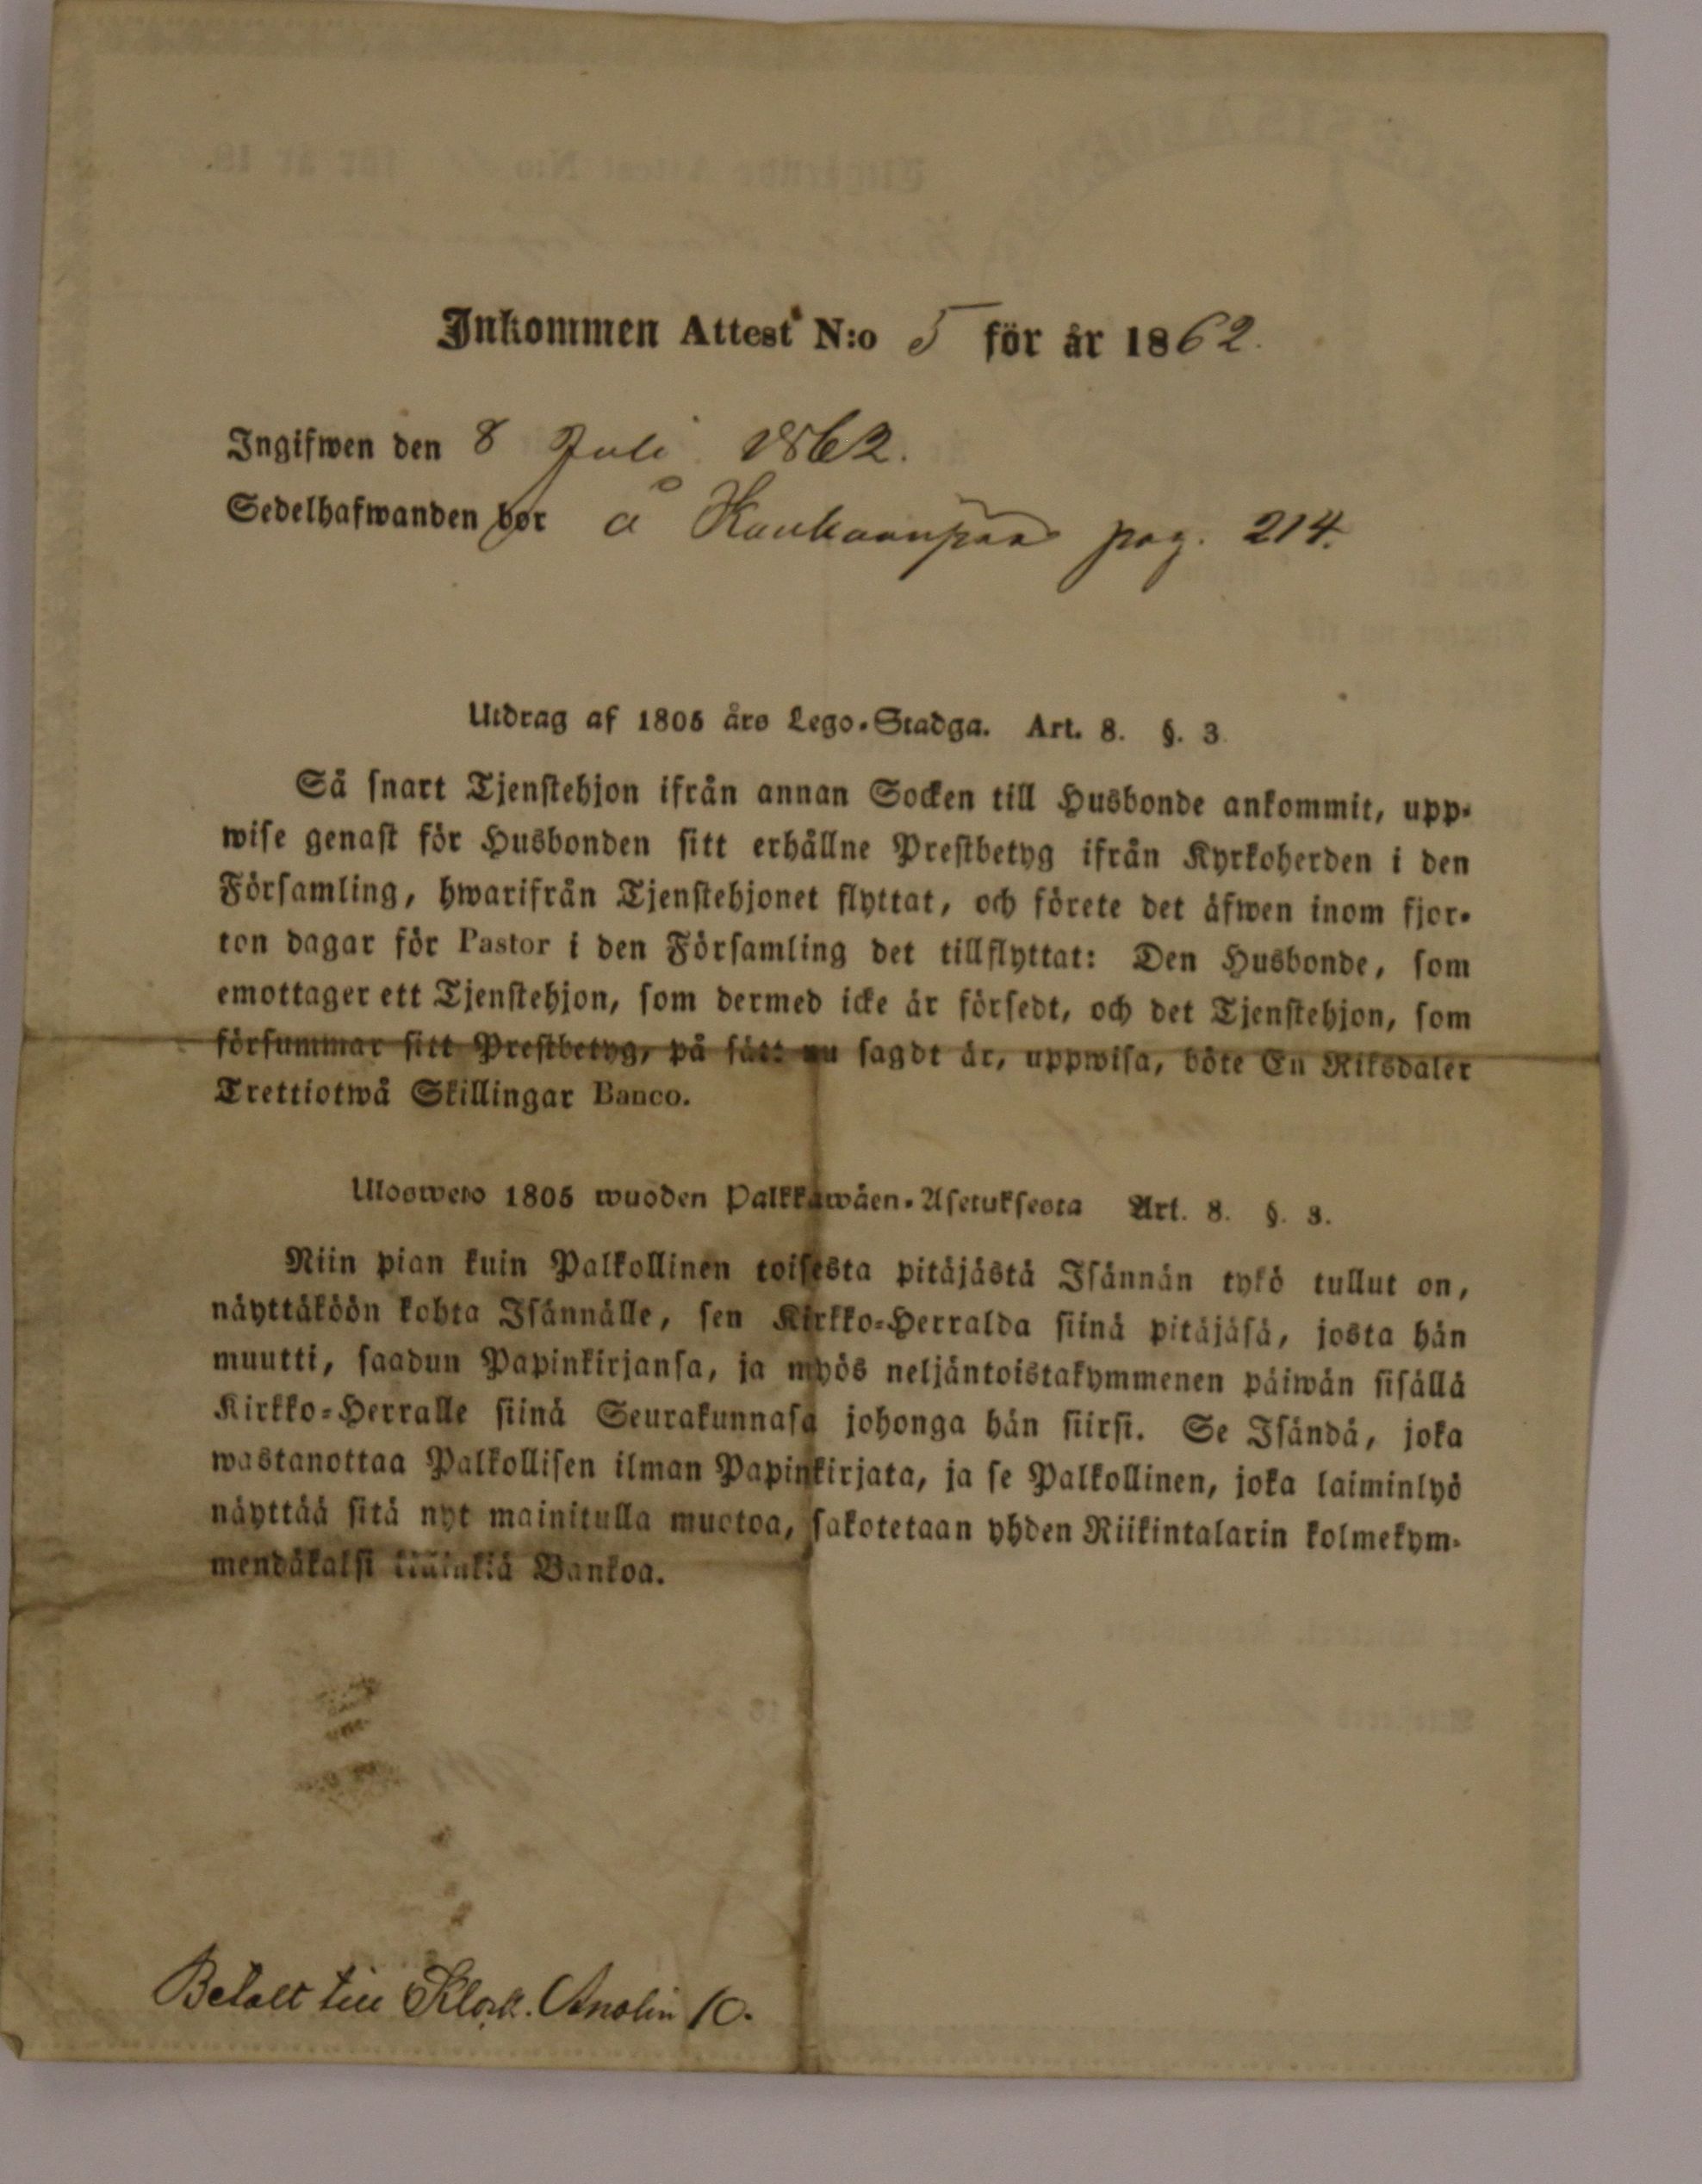 Inkommen Attest N:o 5 för år 1862.
Ingifwen den 8 Juli 1862.
Sedelhafwanden bor å Kauhaanpää pag. 214.
Utdrag af 1805 års Lego-Stadga. Art. 8. §. 3.
Så snart Tjenstehjon ifrån annan Socken till Husbonde ankommit, upp-
wise genast för Husbonden sitt erhållne Prestbetyg ifrån Kyrkoherden i den
Församling, hwarifrån Tjenstehjonet flyttat, och förete det äfwen inom fjor-
ton dagar för Pastor i den Församling det tillflyttat: Den Husbonde, som
emottager ett Tjenstehjon, som dermed icke är försedt, och det Tjenstehjon, som
försummar sitt Prestbetyg, på sätt nu sagdt är, uppwisa, böte En Riksdaler
Trettiotwå Skillingar Banco.
Uloswero 1805 wuoden Palkkawäen-Asetuksesta Art. 8. §. 3.
Niin pian kuin Palkollinen toisesta pitäjästä Isännän tykö tullut on,
näyttäköön kohta Isännälle, sen Kirkko-Herralda siinä pitäjäsä, josta hän
muutti, saadun Papinkirjansa, ja myös neljäntoistakymmenen päiwän sisällä
Kirkko-Herralle siinä Seurakunnasa johonga hän siirsi. Se Isändä, joka
wastanottaa Palkollisen ilman Papinkirjata, ja se Palkollinen, joka laiminlyö
näyttää sitä nyt mainitulla muotoa, sakotetaan yhden Riikintalarin kolmekym-
mendäkaksi Bankoa.
Betalt till Klock. 10.